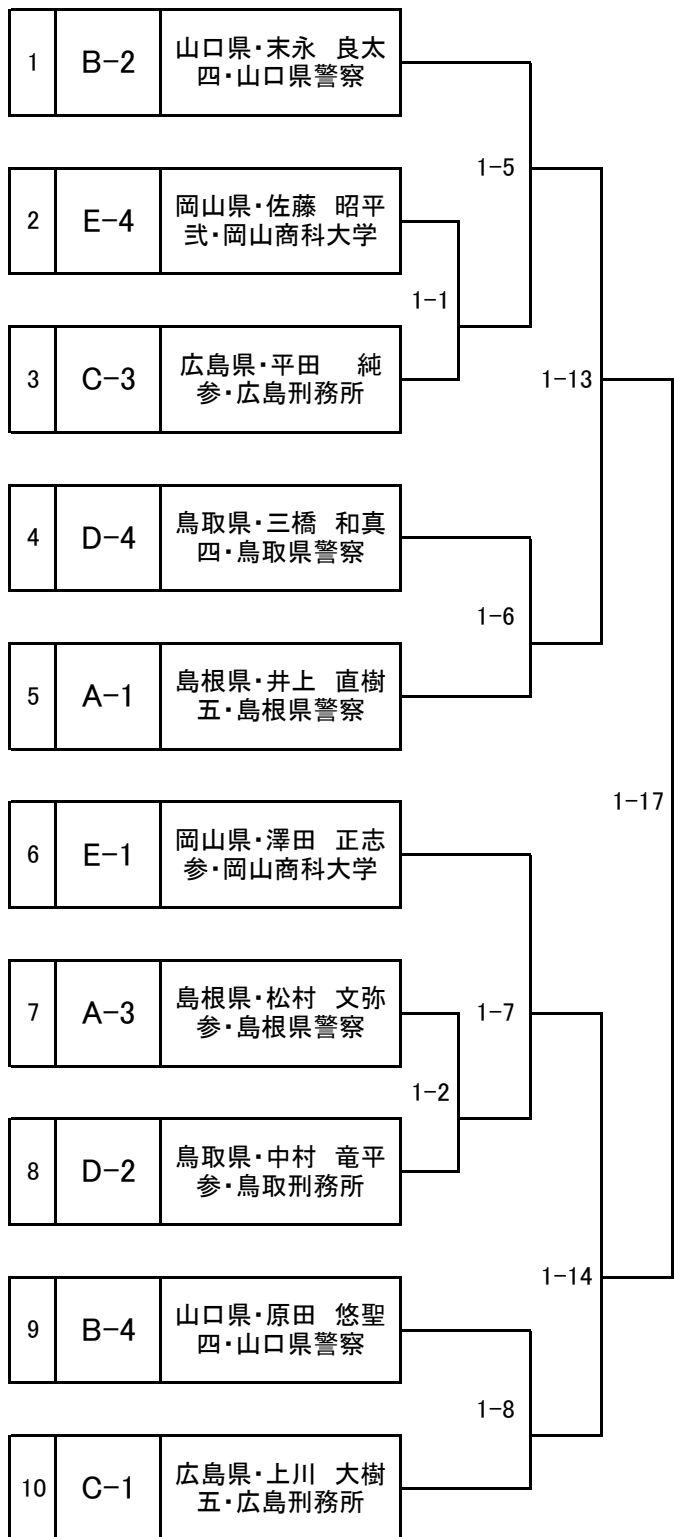 1 B-2 山口県・末永 良太
四・山口県警察
1-5
2 E-4 岡山県・佐藤 昭平
弐・岡山商科大学
1-1
3 C-3 広島県・平田 純
参・広島刑務所
1-13
4 D-4 鳥取県・三橋 和真
四・鳥取県警察
1-6
5 A-1 島根県・井上 直樹
五・島根県警察
1-17
6 E-1 岡山県・澤田 正志
参・岡山商科大学
7 A-3 島根県・松村 文弥
参・島根県警察
1-7
1-2
8 D-2 鳥取県・中村 竜平
参・鳥取刑務所
1-14
9 B-4 山口県・原田 悠聖
四・山口県警察
1-8
10 C-1 広島県・上川 大樹
五・広島刑務所